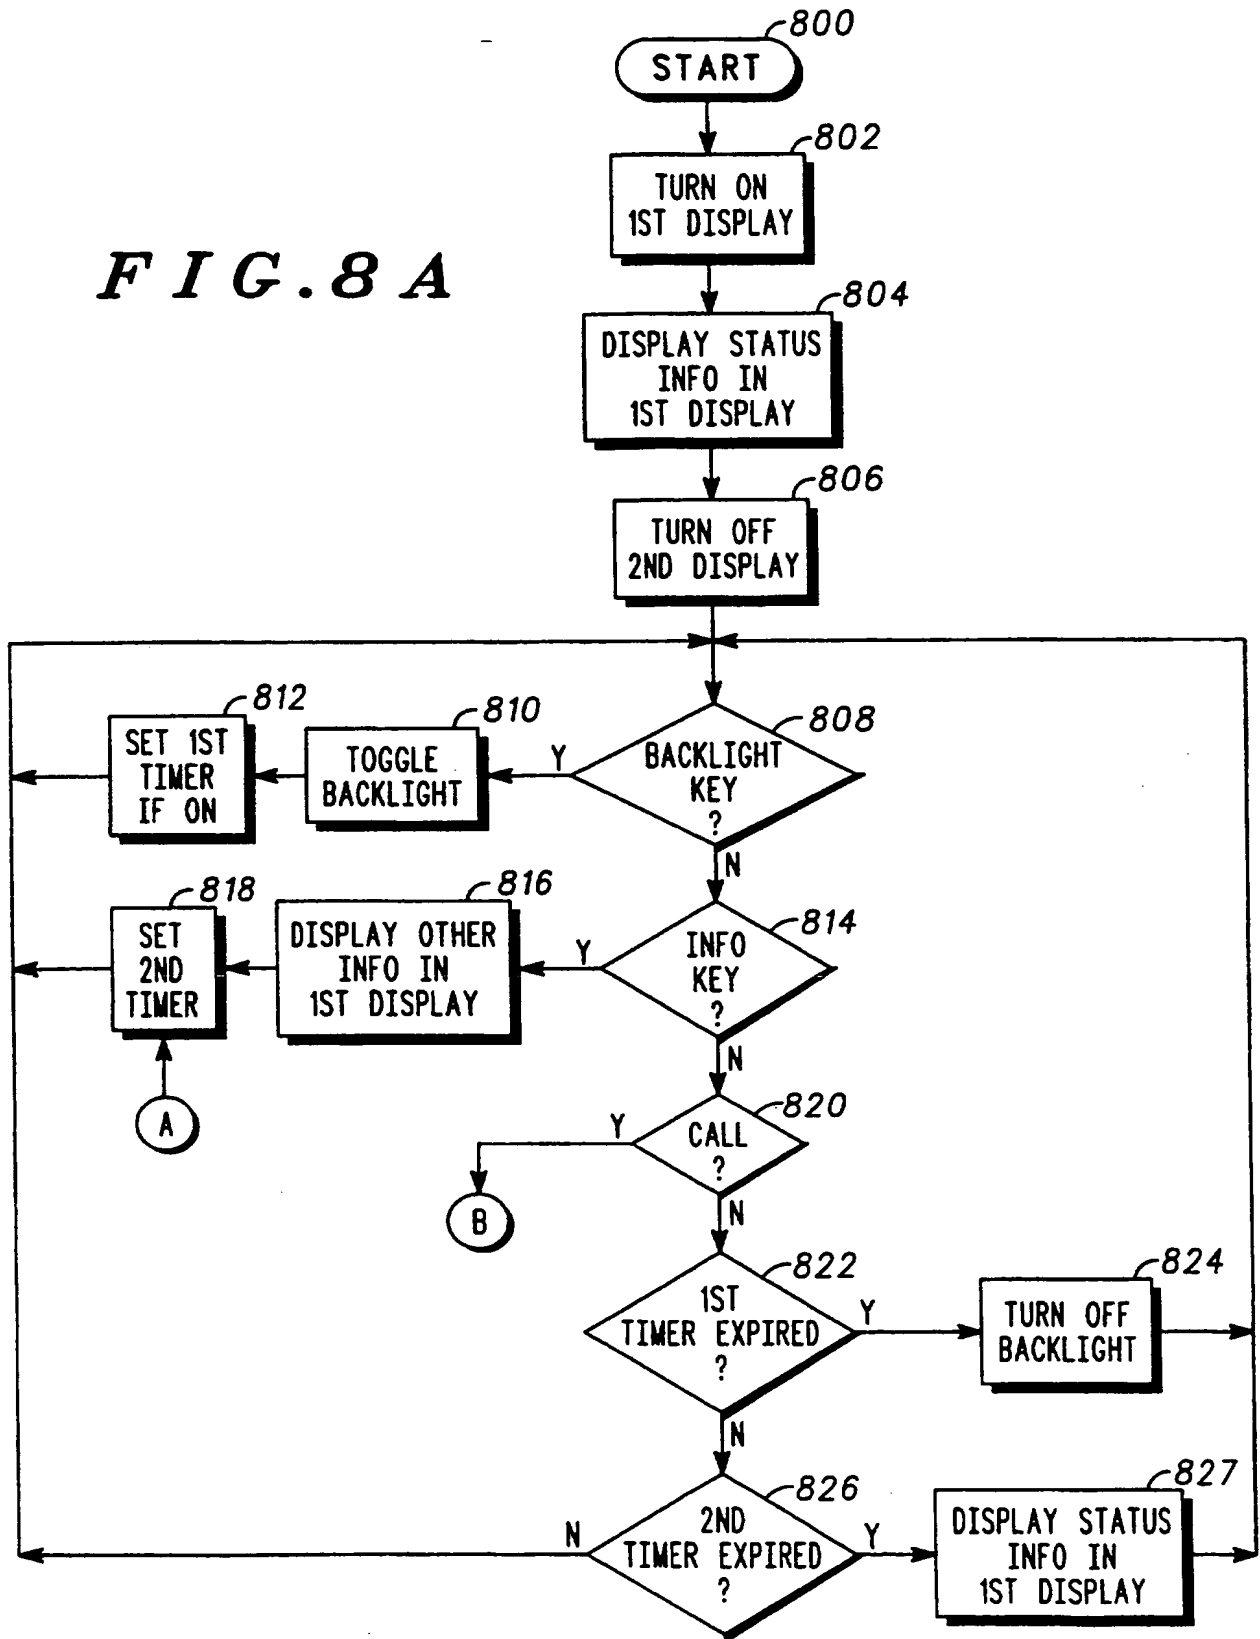 800
START
802
TURN ON
1ST DISPLAY
FIG.8A
804
DISPLAY STATUS
INFO IN
1ST DISPLAY
806
TURN OFF
2ND DISPLAY
812
SET 1ST
TIMER
IF ON
810
TOGGLE
BACKLIGHT
Y
808
BACKLIGHT
KEY
?
N
818
SET
2ND
TIMER
816
DISPLAY OTHER
INFO IN
1ST DISPLAY
Y
814
INFO
KEY
?
N
A
820
Y
CALL
?
B
N
822
1ST
TIMER EXPIRED
?
Y
824
TURN OFF
BACKLIGHT
N
826
N
2ND
TIMER EXPIRED
?
Y
827
DISPLAY STATUS
INFO IN
1ST DISPLAY